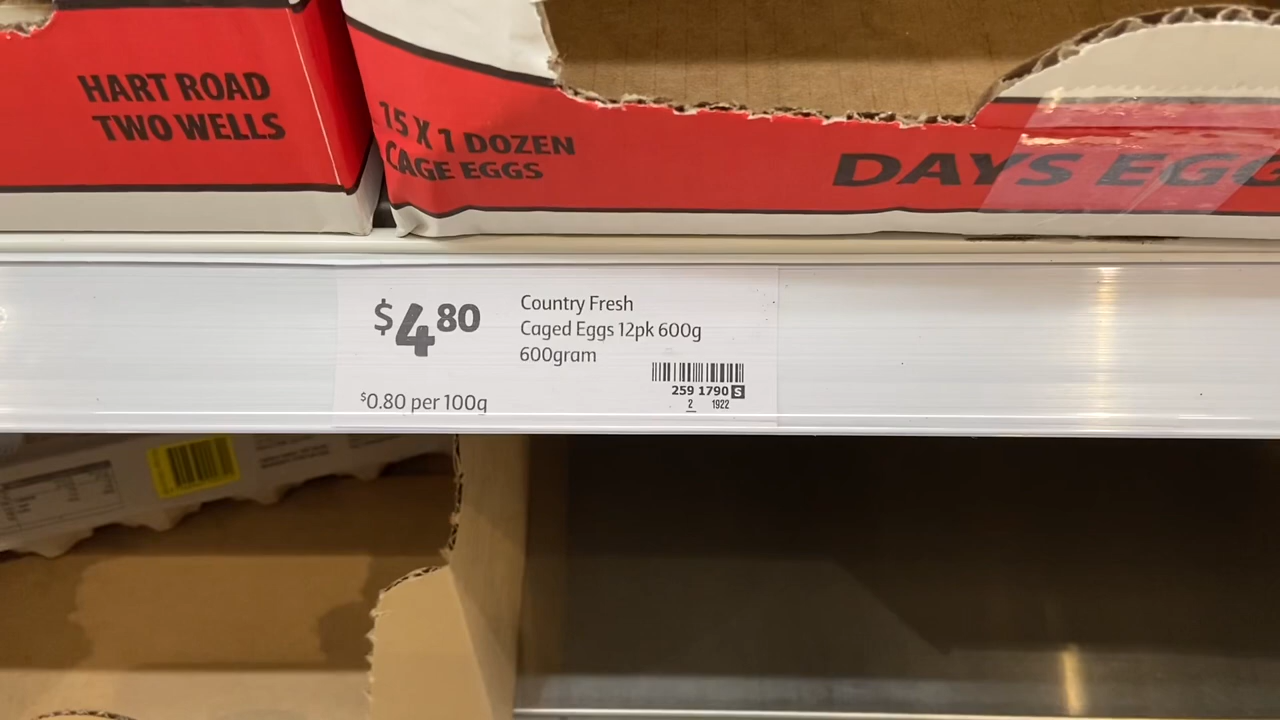 HART ROAD
TWO WELLS
15 X 1 DOZEN
CAGE EGGS
DAYS EGG
$4.80
Country Fresh
Caged Eggs 12pk 600g
600gram
$0.80 per 100g
259 1790 S
2 1922